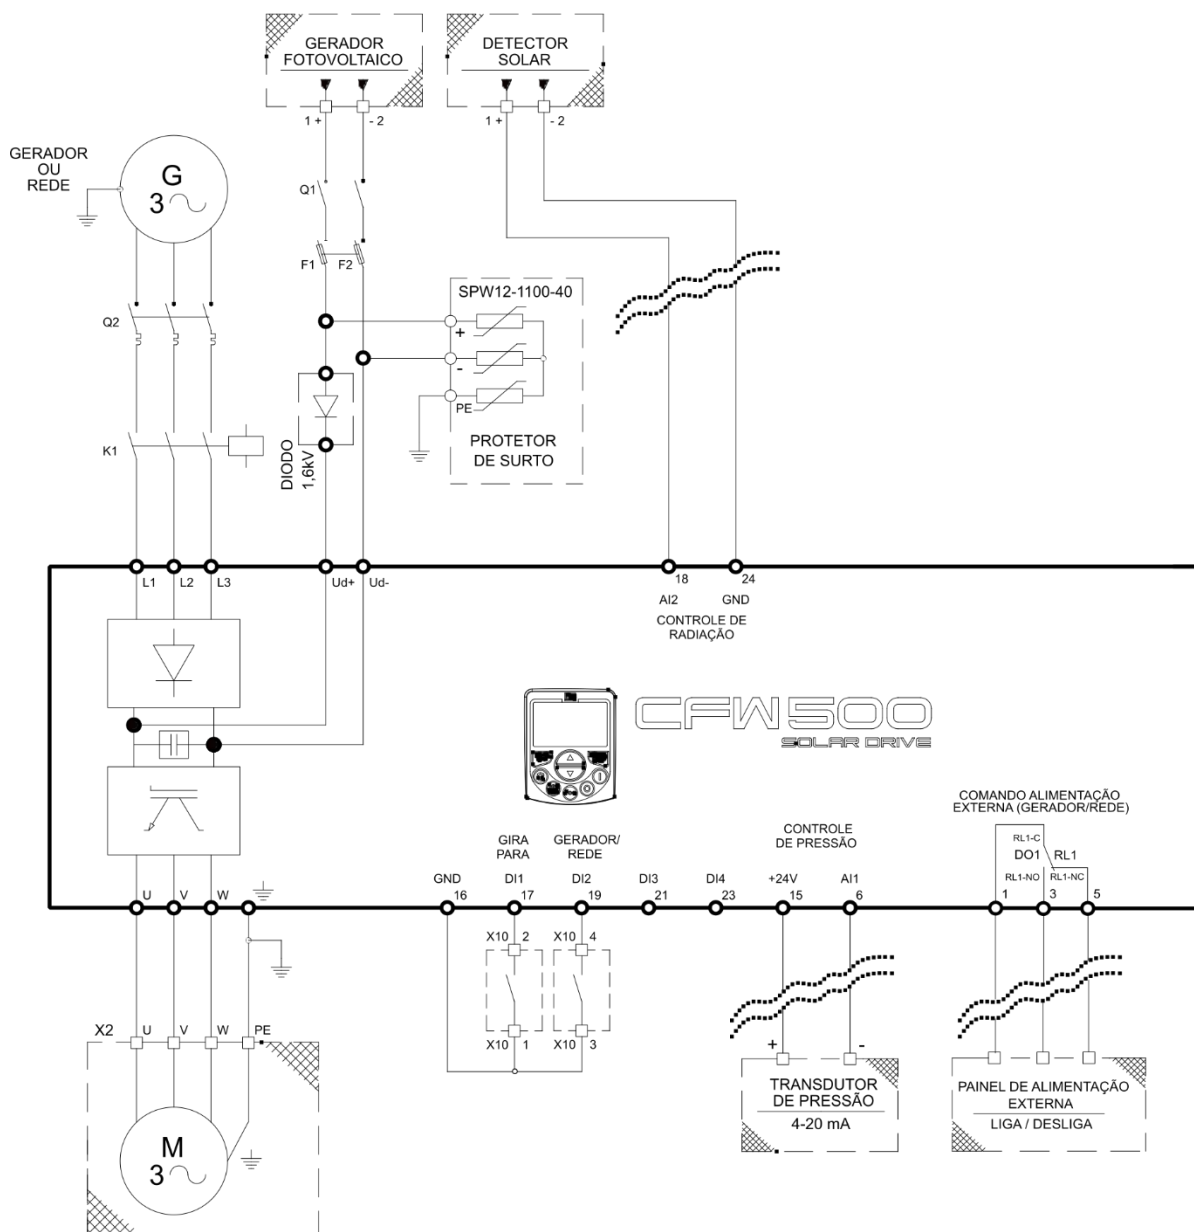 GERADOR
FOTOVOLTAICO
1 +
- 2
DETECTOR
SOLAR
1 +
- 2
GERADOR
OU
REDE
G
3
Q1
F1
F2
Q2
K1
SPW12-1100-40
+
-
PE
PROTETOR
DE SURTO
DIODO
1,6kV
L1
L2
L3
Ud+
Ud-
18
24
AI2
GND
CONTROLE DE
RADIAÇÃO
CFW500
SOLAR DRIVE
COMANDO ALIMENTAÇÃO
EXTERNA (GERADOR/REDE)
RL1-C
DO1
RL1
RL1-NO
RL1-NC
1
3
5
GIRA
PARA
GERADOR/
REDE
CONTROLE
DE PRESSÃO
GND
DI1
DI2
DI3
DI4
+24V
AI1
16
17
19
21
23
15
6
U
V
W
X10
2
X10
4
X10
1
X10
3
X2
U
V
W
PE
M
3
+
-
TRANSDUTOR
DE PRESSÃO
4-20 mA
PAINEL DE ALIMENTAÇÃO
EXTERNA
LIGA / DESLIGA